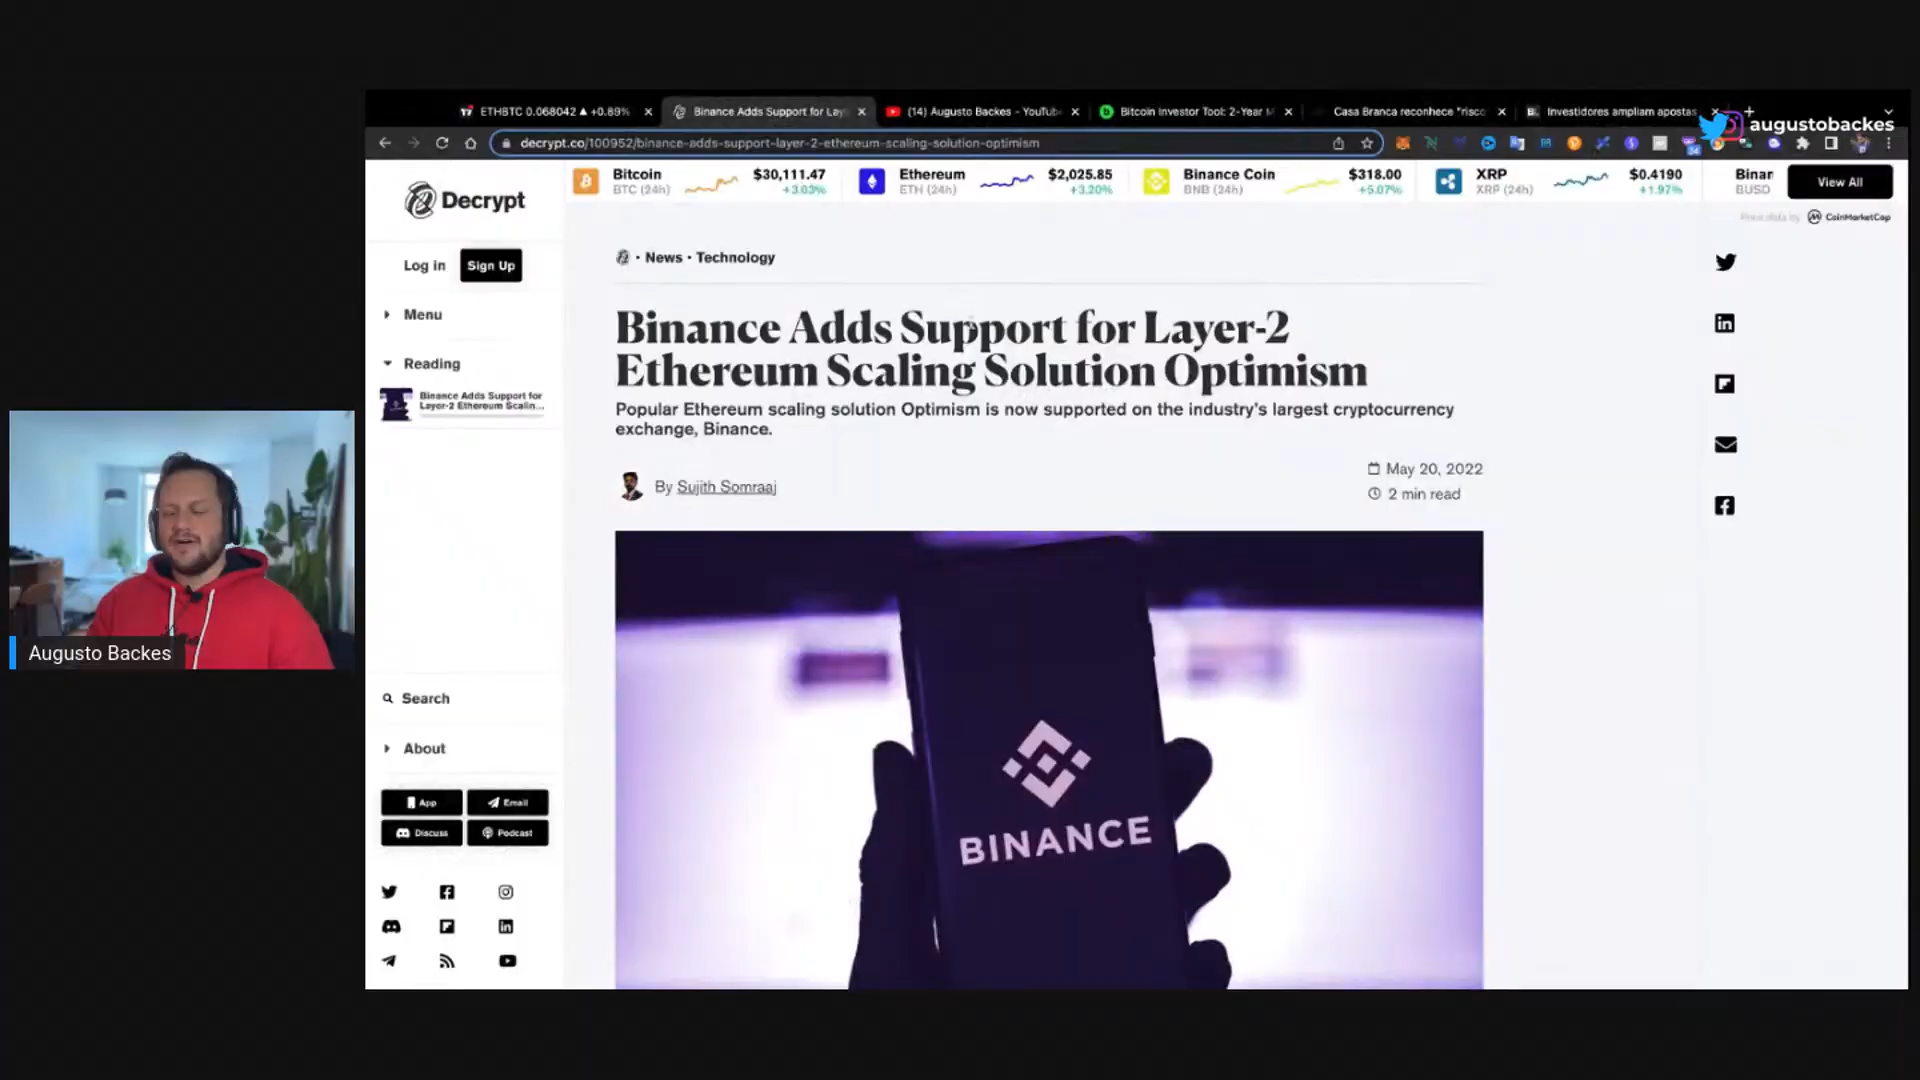 ETHBTC 0.068042 ▲ +0.89%
Binance Adds Support for Lay
(14) Augusto Backes - YouTube
Bitcoin Investor Tool: 2-Year M
Casa Branca reconhece "risco
Investidores ampliam apostas
augustobackes
decrypt.co/100952/binance-adds-support-layer-2-ethereum-scaling-solution-optimism
Decrypt
Bitcoin $30,111.47
BTC (24h) +3.03%
Ethereum $2,025.85
ETH (24h) +3.20%
Binance Coin $318.00
BNB (24h) +5.07%
XRP $0.4190
XRP (24h) +1.97%
Binan
BUSD
View All
Price data by CoinMarketCap
Log in Sign Up
Menu
Reading
Binance Adds Support for
Layer-2 Ethereum Scalin...
News • Technology
Binance Adds Support for Layer-2
Ethereum Scaling Solution Optimism
Popular Ethereum scaling solution Optimism is now supported on the industry's largest cryptocurrency
exchange, Binance.
By Sujith Somraaj
May 20, 2022
2 min read
BINANCE
Augusto Backes
Search
About
App Email
Discuss Podcast